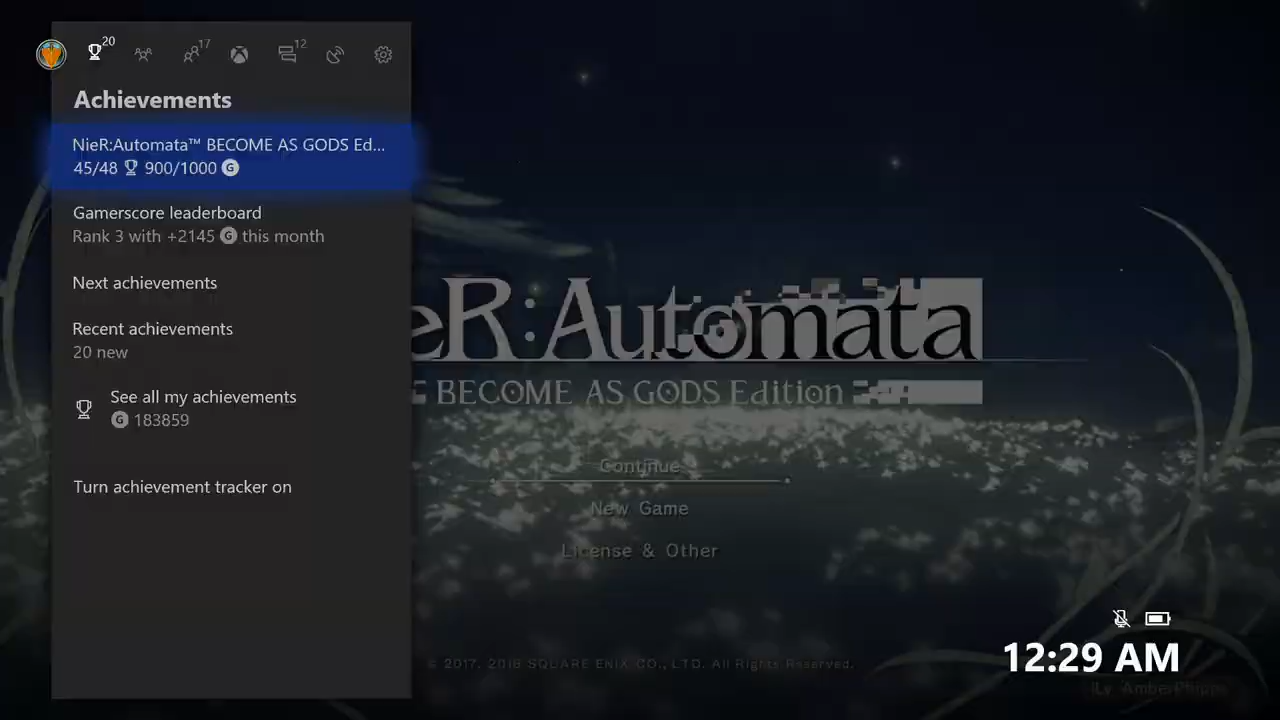 20
17
12
Achievements
NieR:Automata™ BECOME AS GODS Ed...
45/48 900/1000 G
Gamerscore leaderboard
Rank 3 with +2145 G this month
Next achievements
Recent achievements
20 new
See all my achievements
G 183859
Turn achievement tracker on
eR:Automata
BECOME AS GODS Edition
Continue
New Game
License & Other
© 2017, 2018 SQUARE ENIX CO., LTD. All Rights Reserved.
12:29 AM